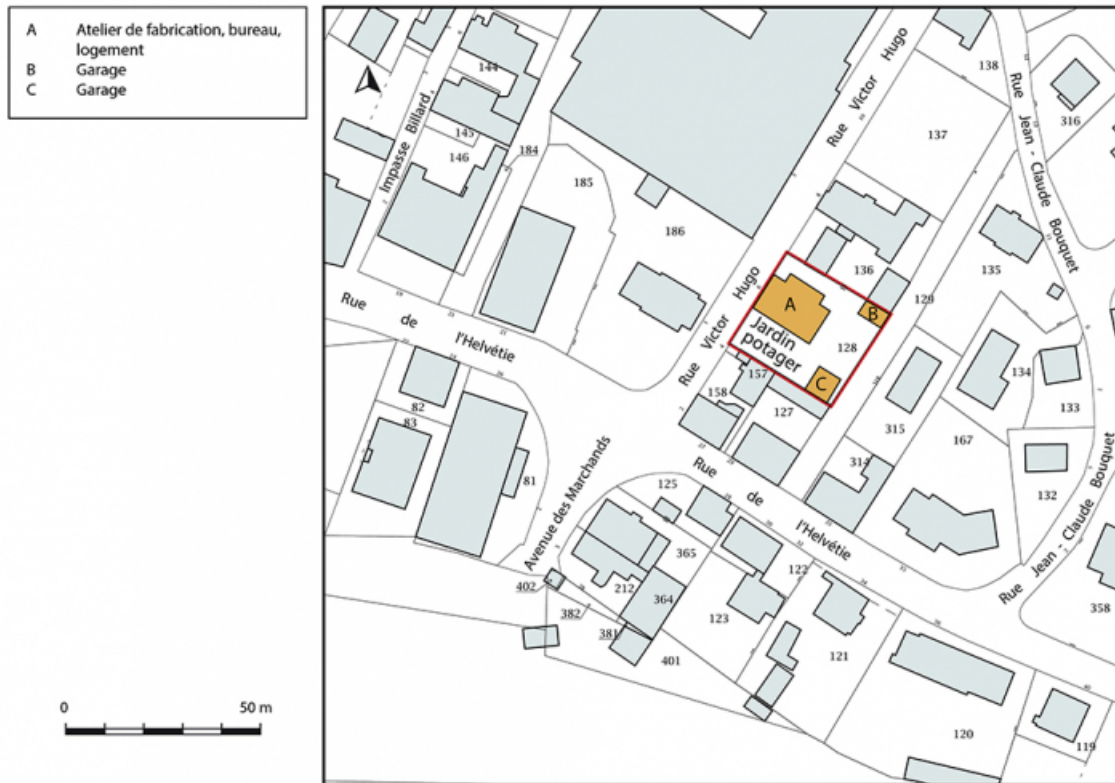 A Atelier de fabrication, bureau,
logement
B Garage
C Garage
0 50 m
144
145
146
184
185
186
Impasse Billard
Rue Victor Hugo
138
137
316
Rue Jean - Claude Bouquet
136
135
129
Rue Victor Hugo
A
B
Jardin
potager
128
C
Rue de l'Helvétie
157
158
127
315
134
133
167
82
83
81
314
132
Avenue des Marchands
125
Rue de l'Helvétie
365
Rue Jean - Claude Bouquet
402
212
364
122
382
381
123
358
401
121
120
119